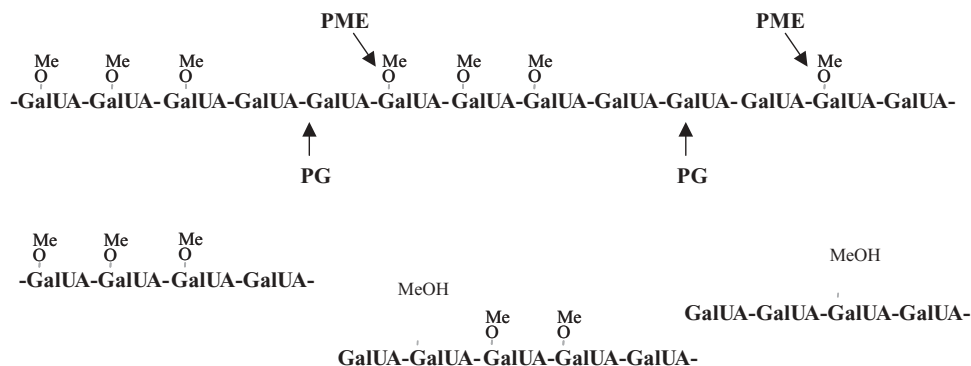 PME PME
Me Me Me Me Me Me Me
O O O O O O O
-GalUA-GalUA-GalUA-GalUA-GalUA-GalUA-GalUA-GalUA-GalUA-GalUA-GalUA-GalUA-GalUA-
PG PG
Me Me Me
O O O
-GalUA-GalUA-GalUA-GalUA-
MeOH
Me Me
O O
GalUA-GalUA-GalUA-GalUA-GalUA-
MeOH
GalUA-GalUA-GalUA-GalUA-